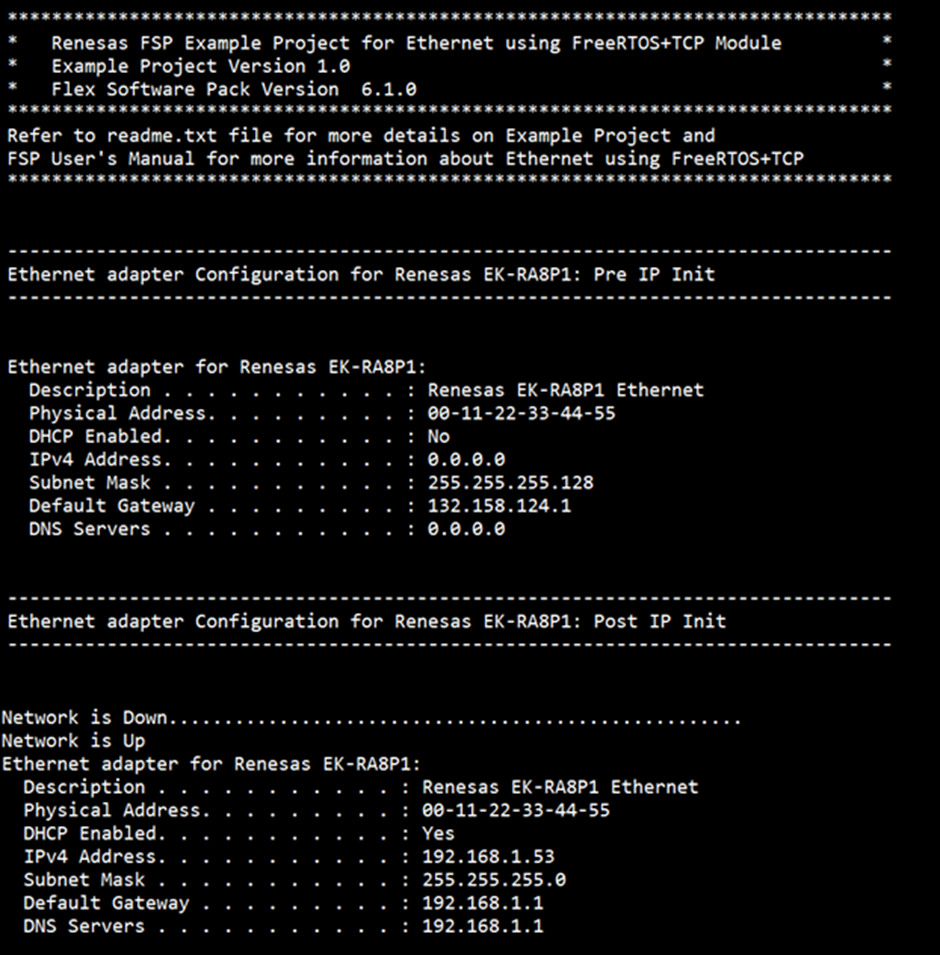 ********************************************************************************
*   Renesas FSP Example Project for Ethernet using FreeRTOS+TCP Module         *
*   Example Project Version 1.0                                                *
*   Flex Software Pack Version  6.1.0                                          *
********************************************************************************
Refer to readme.txt file for more details on Example Project and
FSP User's Manual for more information about Ethernet using FreeRTOS+TCP
********************************************************************************
--------------------------------------------------------------------------------
Ethernet adapter Configuration for Renesas EK-RA8P1: Pre IP Init
--------------------------------------------------------------------------------
Ethernet adapter for Renesas EK-RA8P1:
  Description . . . . . . . . . . . : Renesas EK-RA8P1 Ethernet
  Physical Address. . . . . . . . . : 00-11-22-33-44-55
  DHCP Enabled. . . . . . . . . . . : No
  IPv4 Address. . . . . . . . . . . : 0.0.0.0
  Subnet Mask . . . . . . . . . . . : 255.255.255.128
  Default Gateway . . . . . . . . . : 132.158.124.1
  DNS Servers . . . . . . . . . . . : 0.0.0.0
--------------------------------------------------------------------------------
Ethernet adapter Configuration for Renesas EK-RA8P1: Post IP Init
--------------------------------------------------------------------------------
Network is Down....................................................
Network is Up
Ethernet adapter for Renesas EK-RA8P1:
  Description . . . . . . . . . . . : Renesas EK-RA8P1 Ethernet
  Physical Address. . . . . . . . . : 00-11-22-33-44-55
  DHCP Enabled. . . . . . . . . . . : Yes
  IPv4 Address. . . . . . . . . . . : 192.168.1.53
  Subnet Mask . . . . . . . . . . . : 255.255.255.0
  Default Gateway . . . . . . . . . : 192.168.1.1
  DNS Servers . . . . . . . . . . . : 192.168.1.1